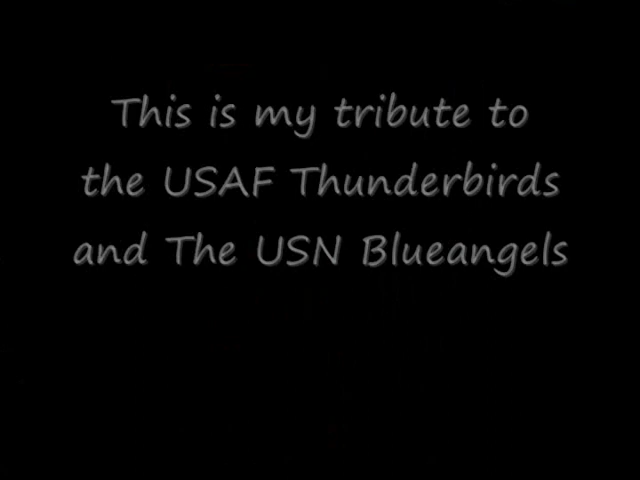 This is my tribute to
the USAF Thunderbirds
and The USN Blueangels